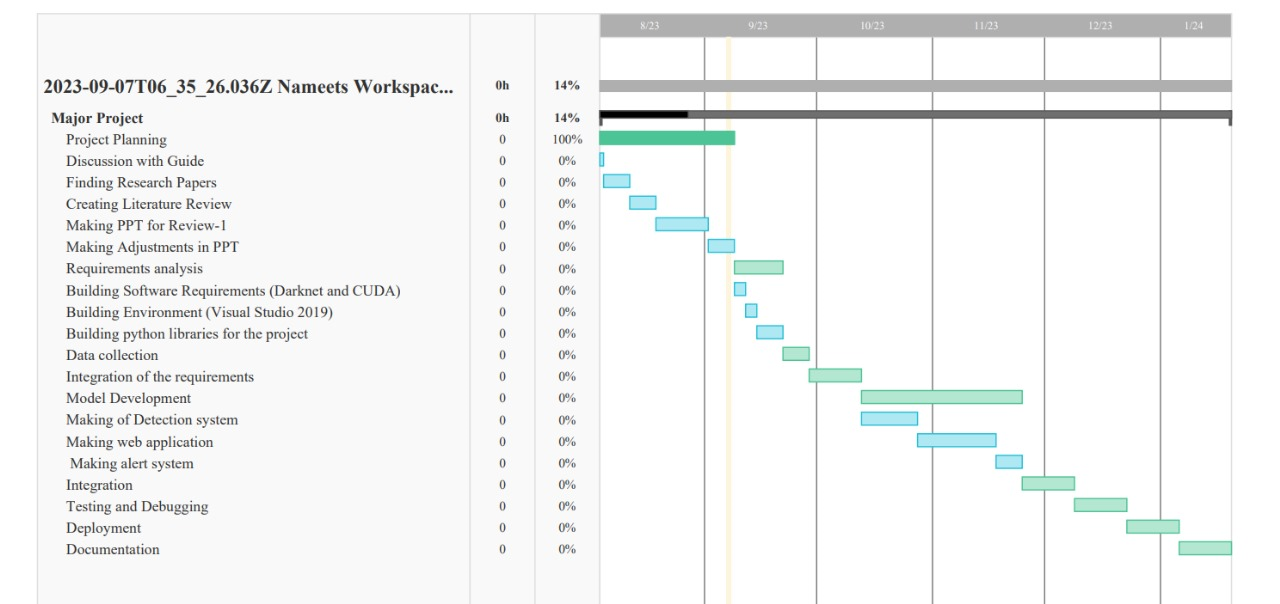 8/23 9/23 10/23 11/23 12/23 1/24
2023-09-07T06_35_26.036Z Nameets Workspac... 0h 14%
Major Project 0h 14%
Project Planning 0 100%
Discussion with Guide 0 0%
Finding Research Papers 0 0%
Creating Literature Review 0 0%
Making PPT for Review-1 0 0%
Making Adjustments in PPT 0 0%
Requirements analysis 0 0%
Building Software Requirements (Darknet and CUDA) 0 0%
Building Environment (Visual Studio 2019) 0 0%
Building python libraries for the project 0 0%
Data collection 0 0%
Integration of the requirements 0 0%
Model Development 0 0%
Making of Detection system 0 0%
Making web application 0 0%
Making alert system 0 0%
Integration 0 0%
Testing and Debugging 0 0%
Deployment 0 0%
Documentation 0 0%